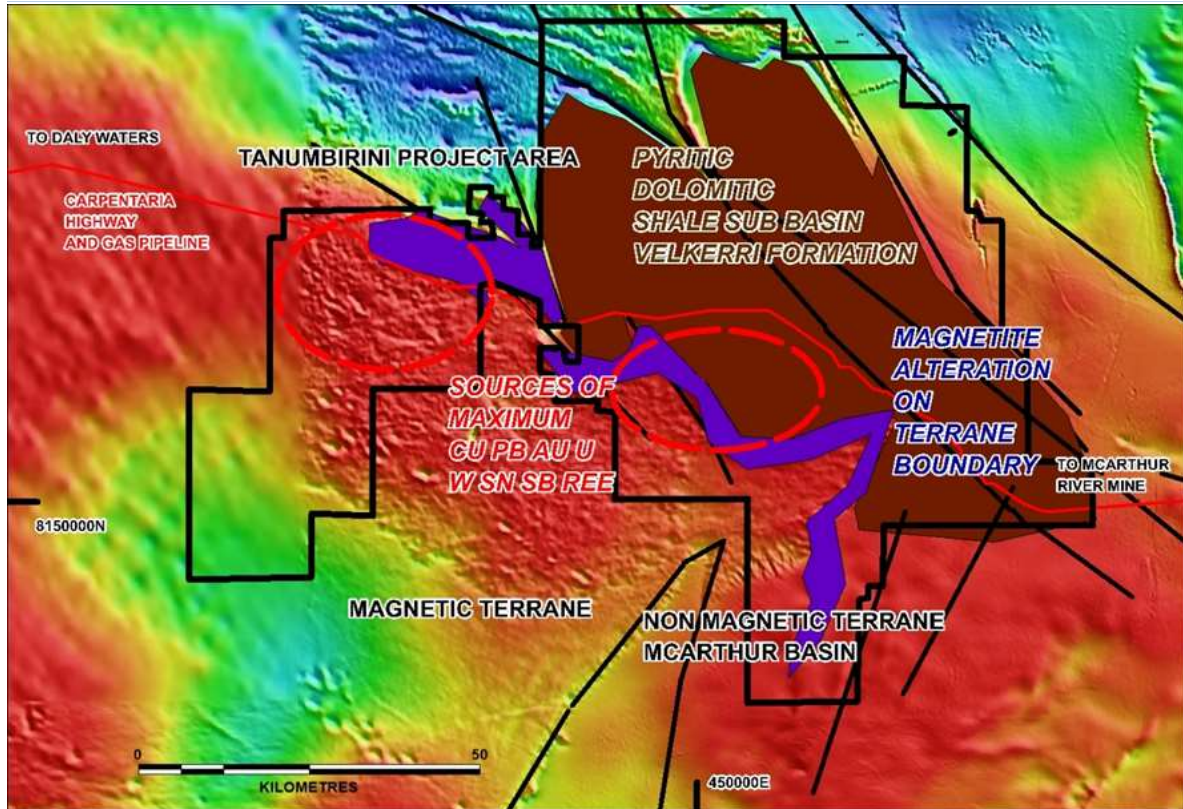 TO DALY WATERS
TANUMBIRINI PROJECT AREA
CARPENTARIA
HIGHWAY
AND GAS PIPELINE
PYRITIC
DOLOMITIC
SHALE SUB BASIN
VELKERRI FORMATION
MAGNETITE
ALTERATION
ON
TERRANE
BOUNDARY
SOURCES OF
MAXIMUM
CU PB AU U
W SN SB REE
TO MCARTHUR
RIVER MINE
8150000N
MAGNETIC TERRANE
NON MAGNETIC TERRANE
MCARTHUR BASIN
0
50
KILOMETRES
450000E